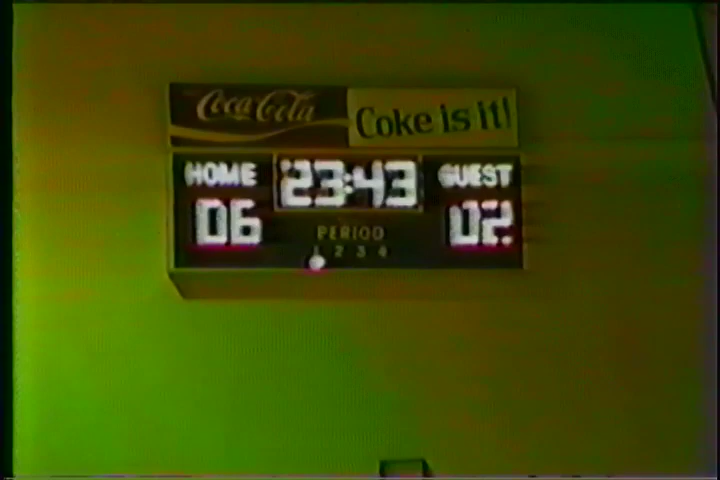 Coca-Cola Coke is it!
HOME 23:43 GUEST
06 PERIOD 02
1 2 3 4